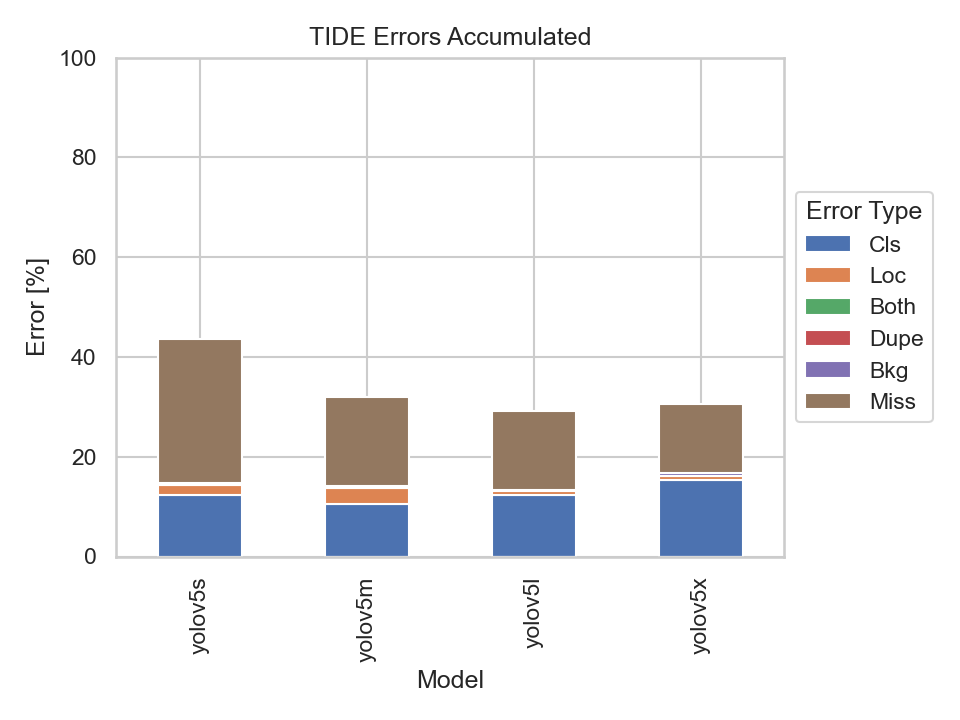 TIDE Errors Accumulated
100
80
60
40
20
0
Error [%]
yolov5s
yolov5m
yolov5l
yolov5x
Model
Error Type
Cls
Loc
Both
Dupe
Bkg
Miss